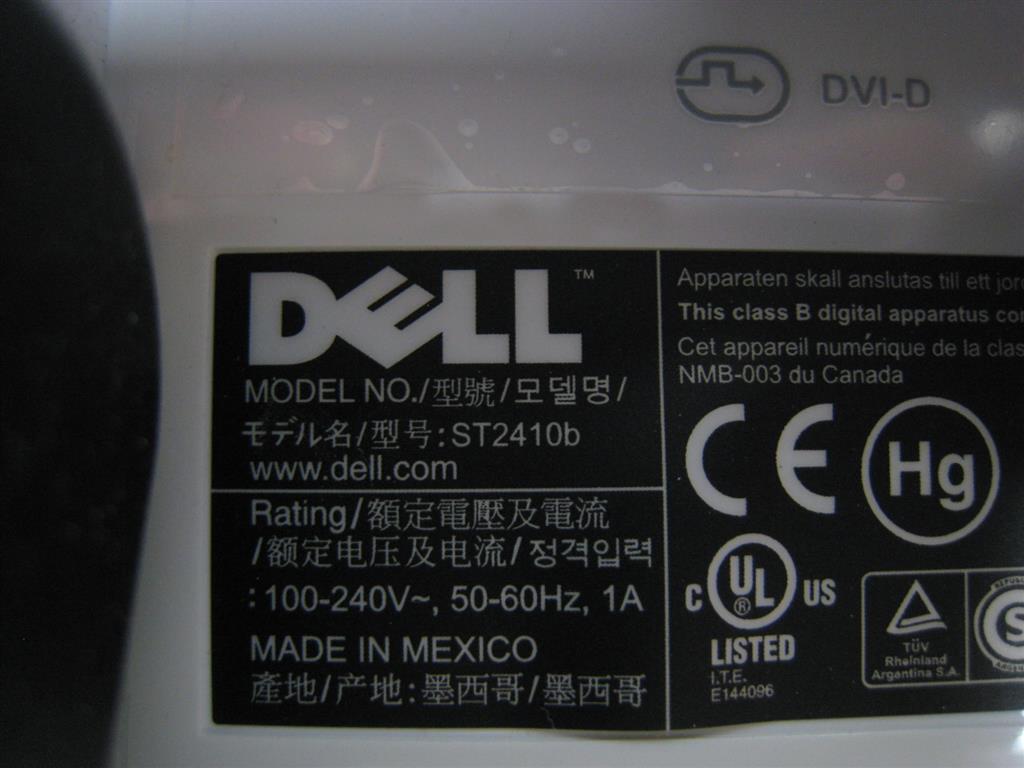 DVI-D
DELL™
MODEL NO./型號/모델명/
モデル名/型号:ST2410b
www.dell.com
Rating/額定電壓及電流
/额定电压及电流/정격입력
:100-240V~, 50-60Hz, 1A
MADE IN MEXICO
產地/产地:墨西哥/墨西哥
Apparaten skall anslutas till ett
This class B digital apparatus
Cet appareil numérique de la
NMB-003 du Canada
CE
Hg
C UL® US
LISTED
I.T.E.
E144096
TÜV
Rheinland
Argentina S.A.
S